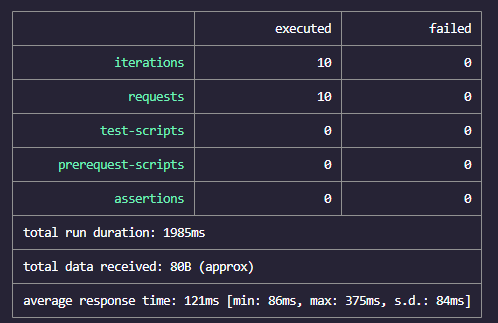 executed failed
iterations 10 0
requests 10 0
test-scripts 0 0
prerequest-scripts 0 0
assertions 0 0
total run duration: 1985ms
total data received: 80B (approx)
average response time: 121ms [min: 86ms, max: 375ms, s.d.: 84ms]